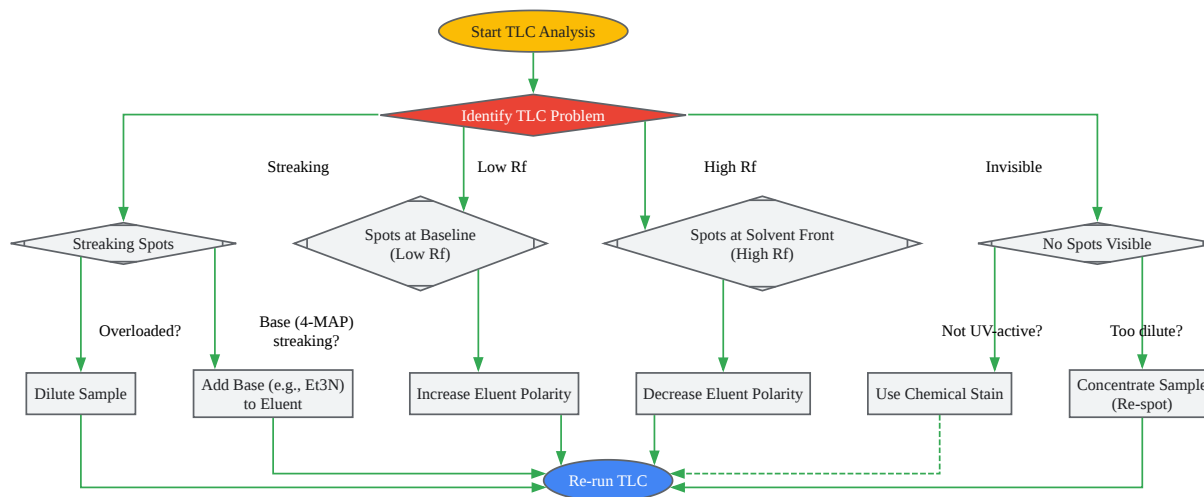 Start TLC Analysis
Identify TLC Problem
Streaking
Low Rf
High Rf
Invisible
Streaking Spots
Spots at Baseline
(Low Rf)
Spots at Solvent Front
(High Rf)
No Spots Visible
Overloaded?
Base (4-MAP)
streaking?
Not UV-active?
Too dilute?
Dilute Sample
Add Base (e.g., Et3N)
to Eluent
Increase Eluent Polarity
Decrease Eluent Polarity
Use Chemical Stain
Concentrate Sample
(Re-spot)
Re-run TLC